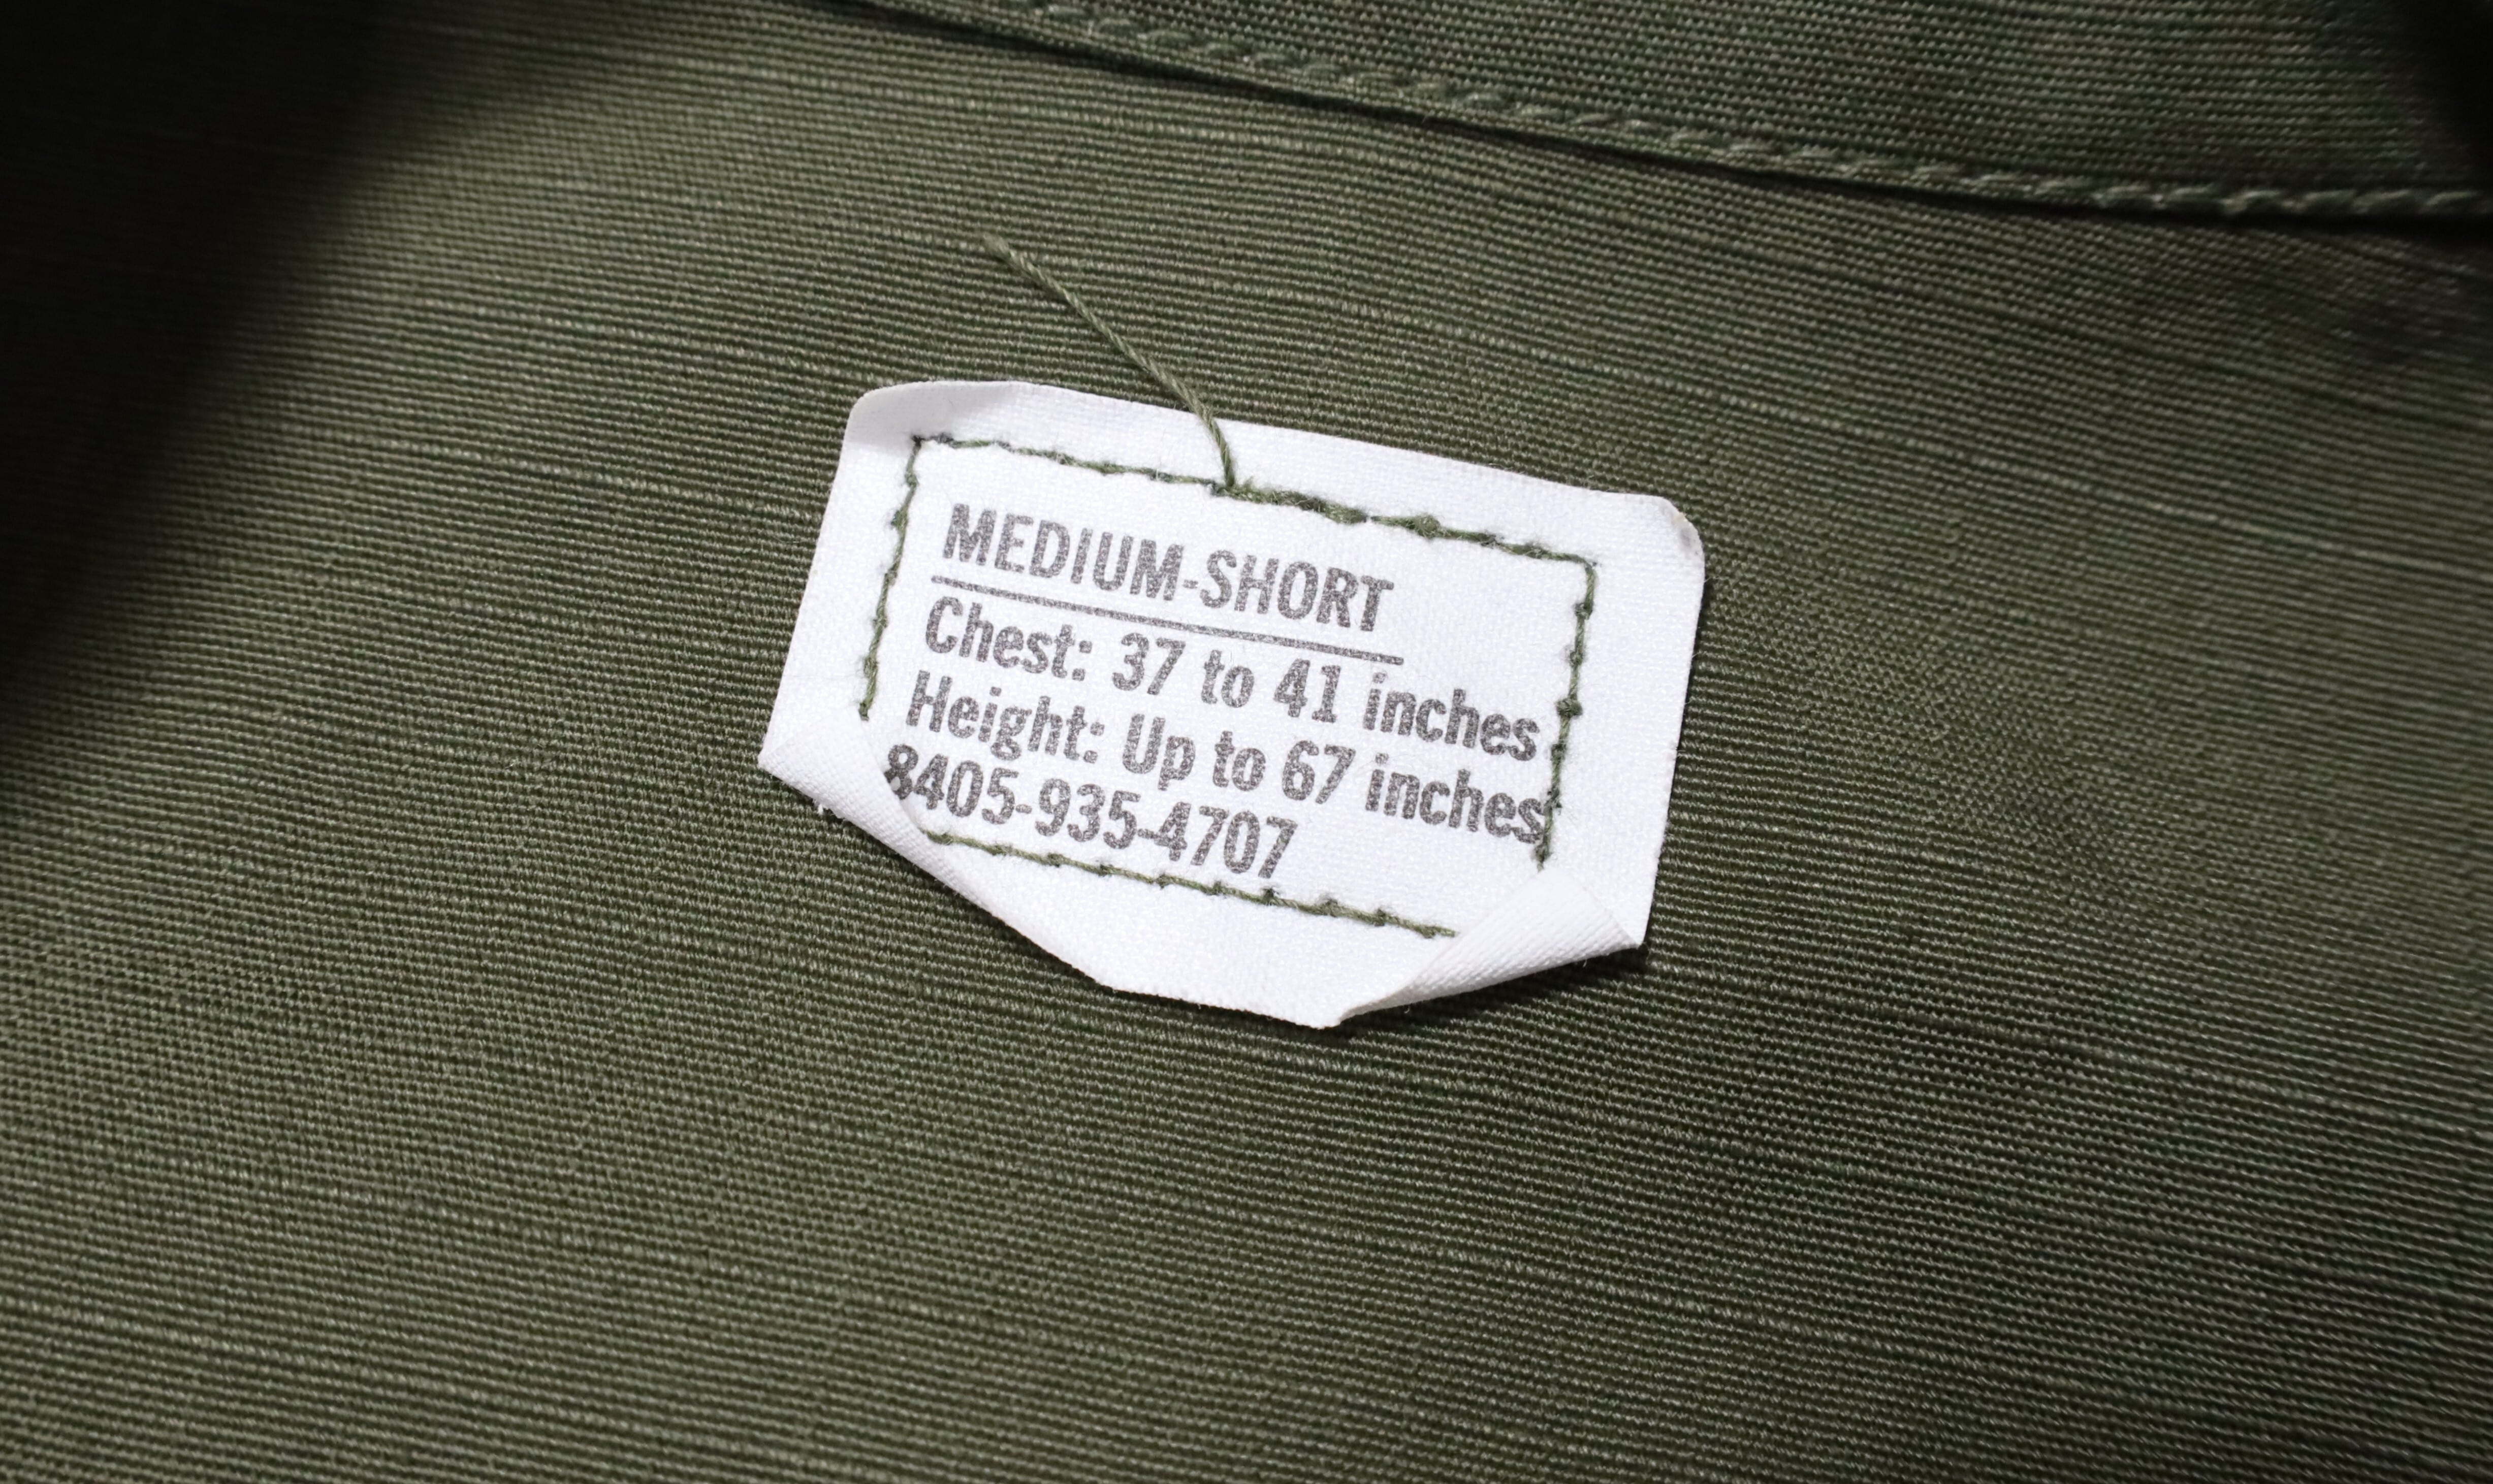 MEDIUM-SHORT
Chest: 37 to 41 inches
Height: Up to 67 inches
8405-935-4707